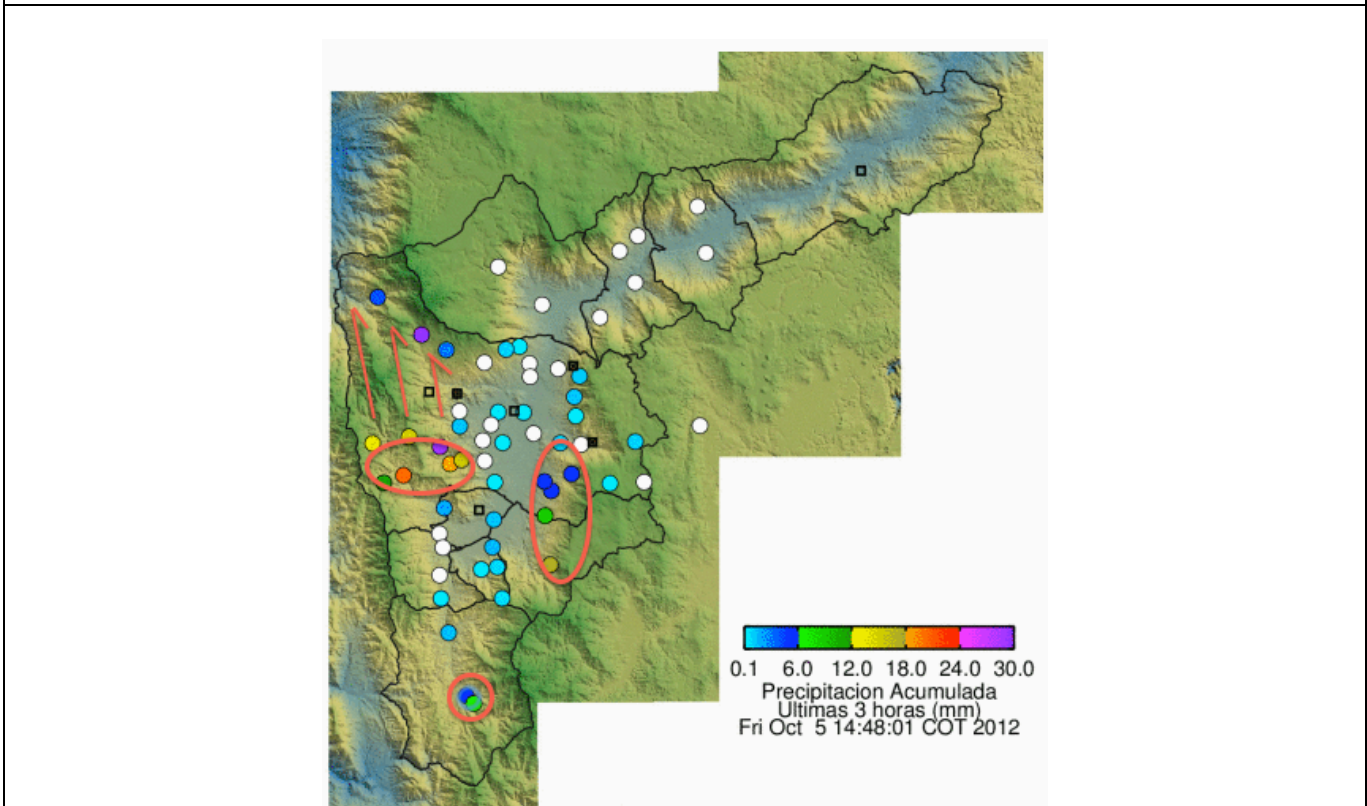 0.1 6.0 12.0 18.0 24.0 30.0
Precipitacion Acumulada
Ultimas 3 horas (mm)
Fri Oct 5 14:48:01 COT 2012